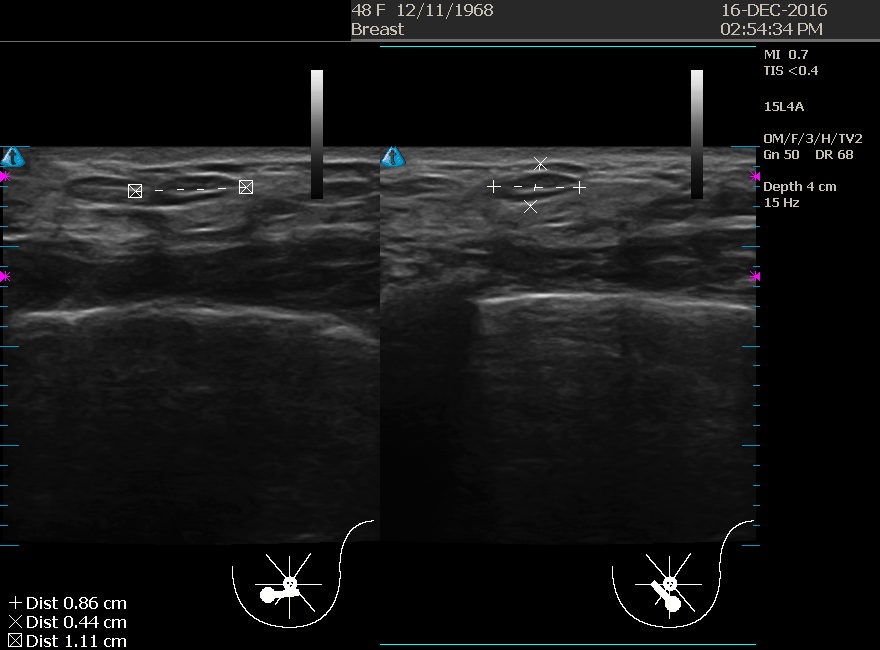 48 F 12/11/1968
16-DEC-2016
Breast
02:54:34 PM
MI 0.7
TIS <0.4
15L4A
OM/F/3/H/TV2
Gn 50 DR 68
Depth 4 cm
15 Hz
Dist 0.86 cm
Dist 0.44 cm
Dist 1.11 cm